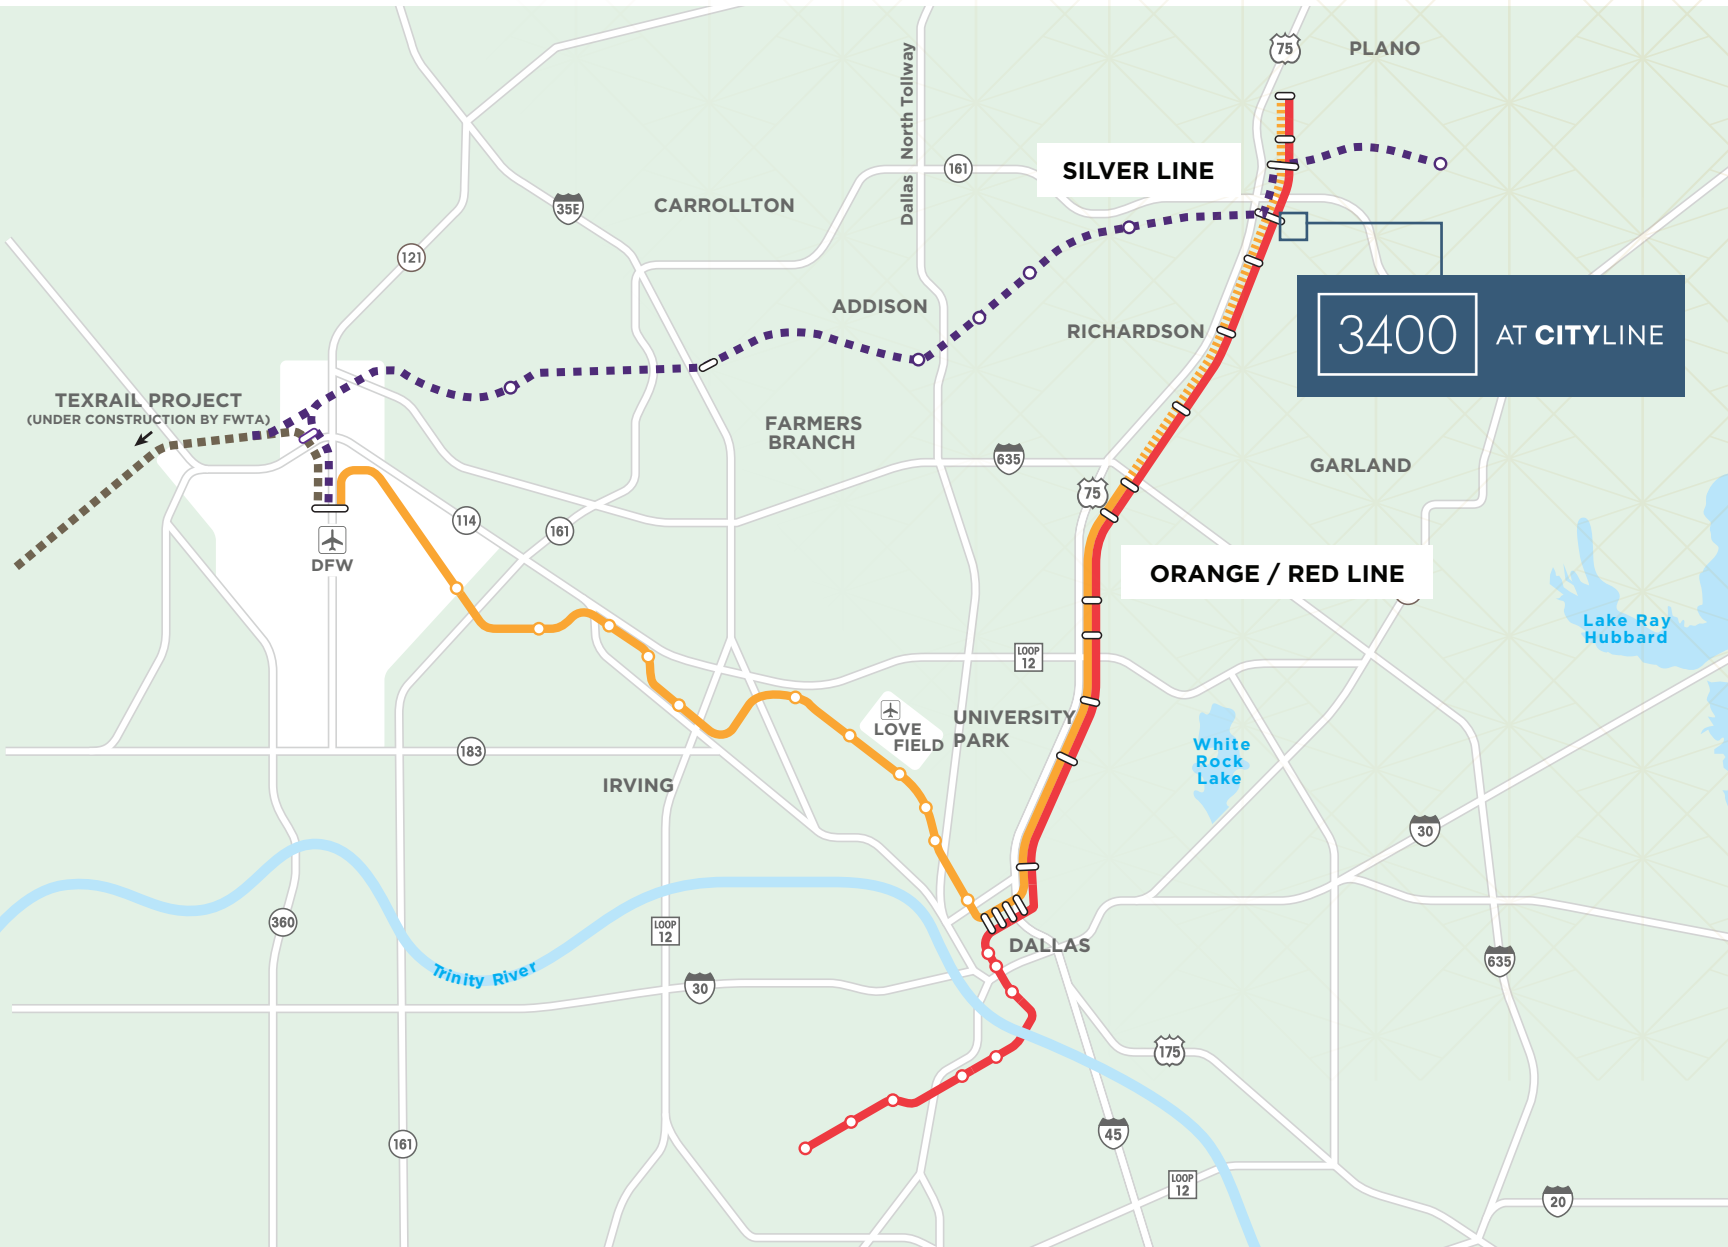 75
PLANO
Dallas North Tollway
161
SILVER LINE
35E
CARROLLTON
121
ADDISON
RICHARDSON
3400 AT CITYLINE
TEXRAIL PROJECT
(UNDER CONSTRUCTION BY FWTA)
FARMERS
BRANCH
635
GARLAND
75
114
161
DFW
ORANGE / RED LINE
Lake Ray
Hubbard
LOOP
12
LOVE
FIELD
UNIVERSITY
PARK
183
White
Rock
Lake
IRVING
30
360
LOOP
12
DALLAS
Trinity River
30
635
175
161
45
LOOP
12
20